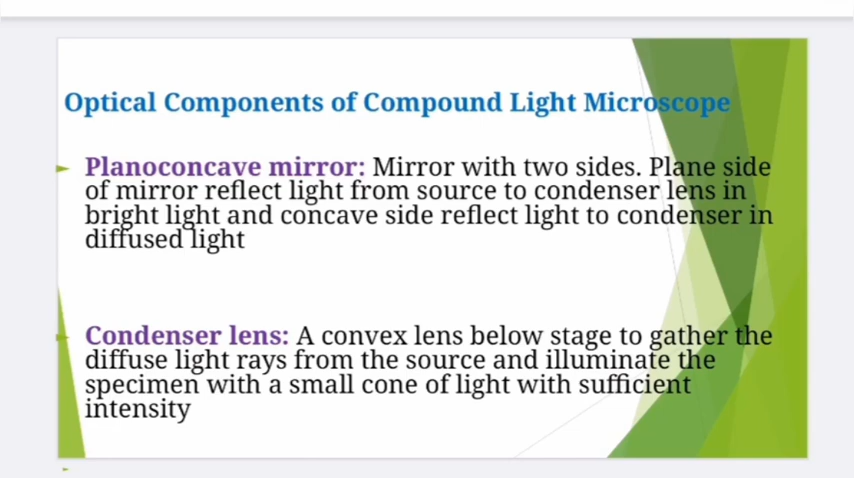 Optical Components of Compound Light Microscope
Planoconcave mirror: Mirror with two sides. Plane side
of mirror reflect light from source to condenser lens in
bright light and concave side reflect light to condenser in
diffused light
Condenser lens: A convex lens below stage to gather the
diffuse light rays from the source and illuminate the
specimen with a small cone of light with sufficient
intensity